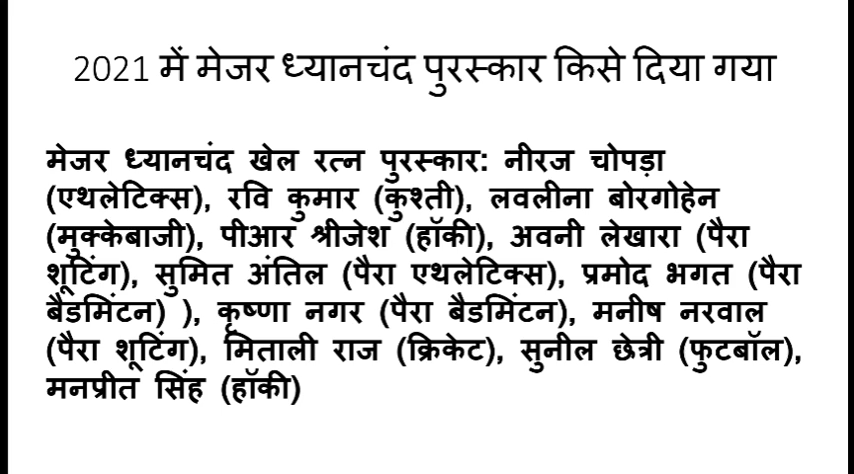 2021 में मेजर ध्यानचंद पुरस्कार किसे दिया गया
मेजर ध्यानचंद खेल रत्न पुरस्कार: नीरज चोपड़ा
(एथलेटिक्स), रवि कुमार (कुश्ती), लवलीना बोरगोहेन
(मुक्केबाजी), पीआर श्रीजेश (हॉकी), अवनी लेखारा (पैरा
शूटिंग), सुमित अंतिल (पैरा एथलेटिक्स), प्रमोद भगत (पैरा
बैडमिंटन) ), कृष्णा नगर (पैरा बैडमिंटन), मनीष नरवाल
(पैरा शूटिंग), मिताली राज (क्रिकेट), सुनील छेत्री (फुटबॉल),
मनप्रीत सिंह (हॉकी)